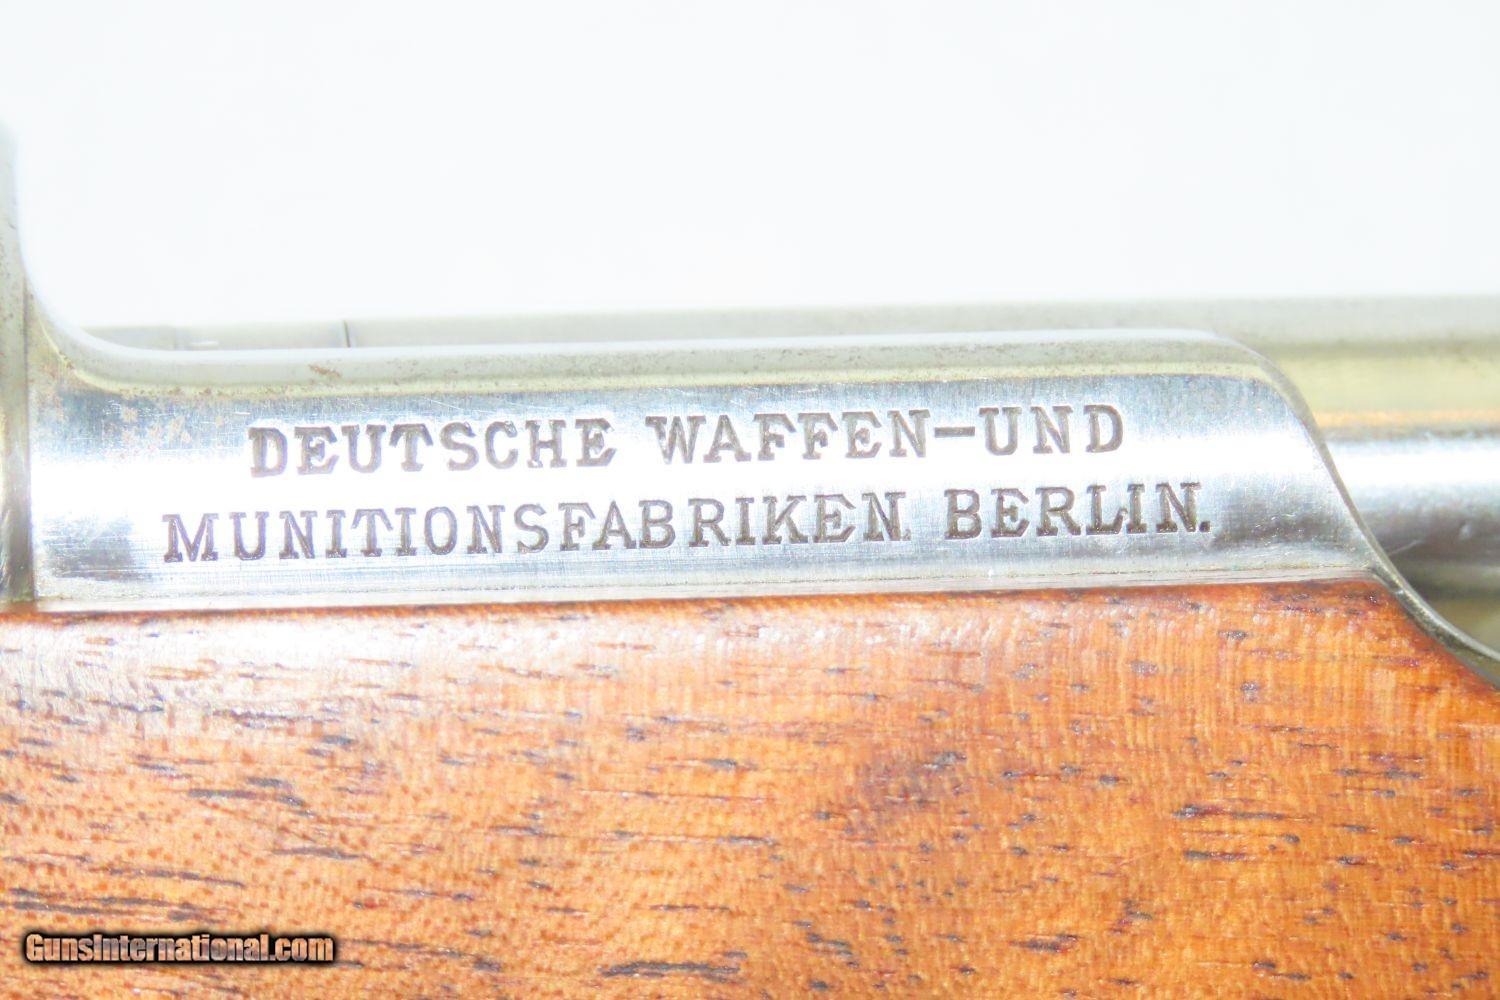 DEUTSCHE WAFFEN-UND
MUNITIONSFABRIKEN BERLIN.
GunsInternational.com